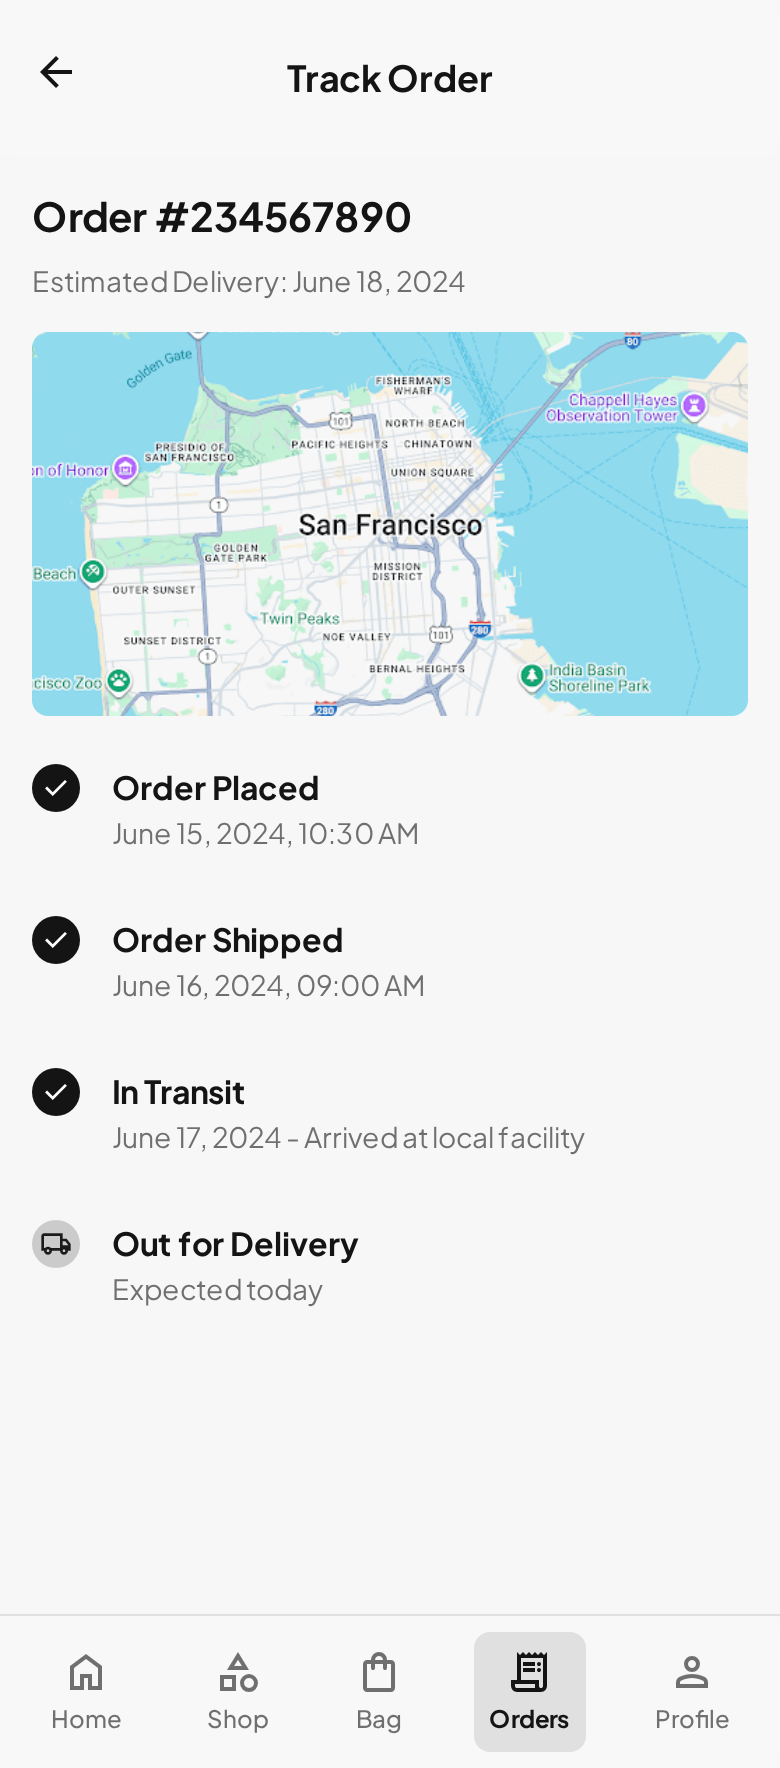 Track Order
Order #234567890
Estimated Delivery: June 18, 2024
Golden Gate
80
FISHERMAN'S
WHARF
Chappell Hayes
Observation Tower
101
NORTH BEACH
PRESIDIO OF
SAN FRANCISCO
PACIFIC HEIGHTS
CHINATOWN
on of Honor
UNION SQUARE
1
San Francisco
GOLDEN
GATE PARK
Beach
MISSION
DISTRICT
OUTER SUNSET
Twin Peaks
SUNSET DISTRICT
NOE VALLEY
101
280
1
BERNAL HEIGHTS
India Basin
Shoreline Park
cisco Zoo
280
Order Placed
June 15, 2024, 10:30 AM
Order Shipped
June 16, 2024, 09:00 AM
In Transit
June 17, 2024 - Arrived at local facility
Out for Delivery
Expected today
Home
Shop
Bag
Orders
Profile